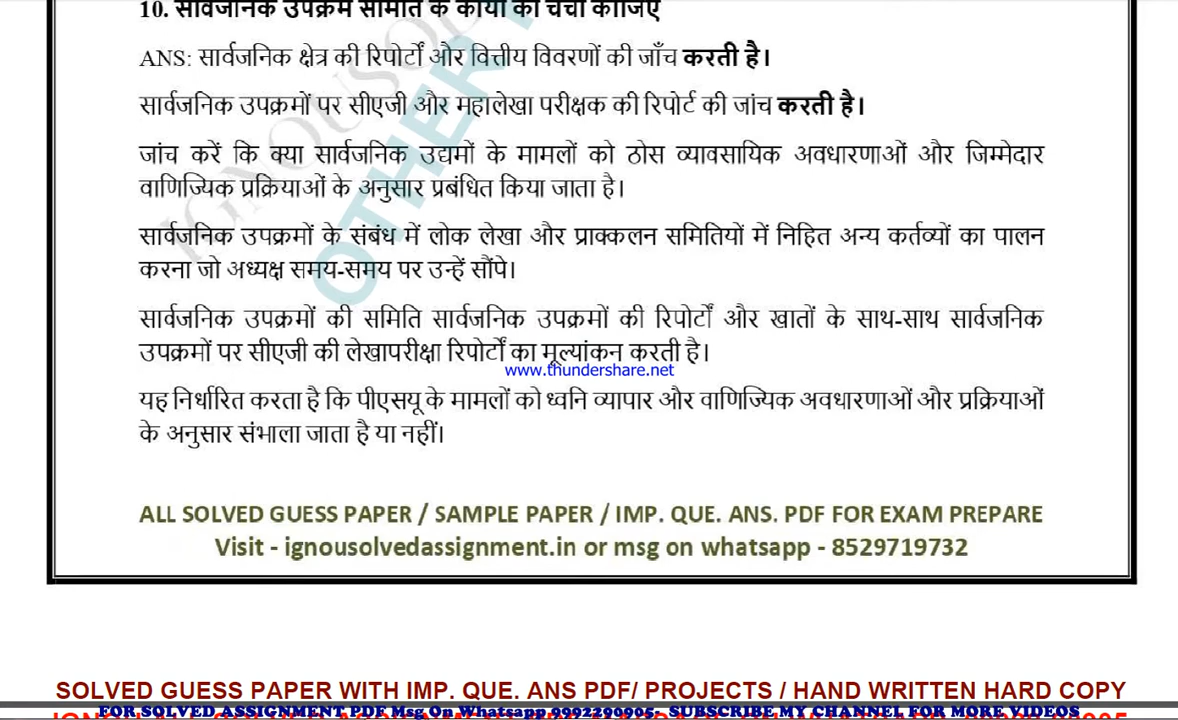 10. सार्वजनिक उपक्रम समिति के कार्यों की चर्चा कीजिए
ANS: सार्वजनिक क्षेत्र की रिपोर्टों और वित्तीय विवरणों की जाँच करती है।
सार्वजनिक उपक्रमों पर सीएजी और महालेखा परीक्षक की रिपोर्ट की जांच करती है।
जांच करें कि क्या सार्वजनिक उद्यमों के मामलों को ठोस व्यावसायिक अवधारणाओं और जिम्मेदार
वाणिज्यिक प्रक्रियाओं के अनुसार प्रबंधित किया जाता है।
सार्वजनिक उपक्रमों के संबंध में लोक लेखा और प्राक्कलन समितियों में निहित अन्य कर्तव्यों का पालन
करना जो अध्यक्ष समय-समय पर उन्हें सौंपे।
सार्वजनिक उपक्रमों की समिति सार्वजनिक उपक्रमों की रिपोर्टों और खातों के साथ-साथ सार्वजनिक
उपक्रमों पर सीएजी की लेखापरीक्षा रिपोर्टों का मूल्यांकन करती है।
www.thundershare.net
यह निर्धारित करता है कि पीएसयू के मामलों को ध्वनि व्यापार और वाणिज्यिक अवधारणाओं और प्रक्रियाओं
के अनुसार संभाला जाता है या नहीं।
ALL SOLVED GUESS PAPER / SAMPLE PAPER / IMP. QUE. ANS. PDF FOR EXAM PREPARE
Visit - ignousolvedassignment.in or msg on whatsapp - 8529719732
SOLVED GUESS PAPER WITH IMP. QUE. ANS PDF/ PROJECTS / HAND WRITTEN HARD COPY
FOR SOLVED ASSIGNMENT PDF Msg On Whatsapp 9992290905- SUBSCRIBE MY CHANNEL FOR MORE VIDEOS